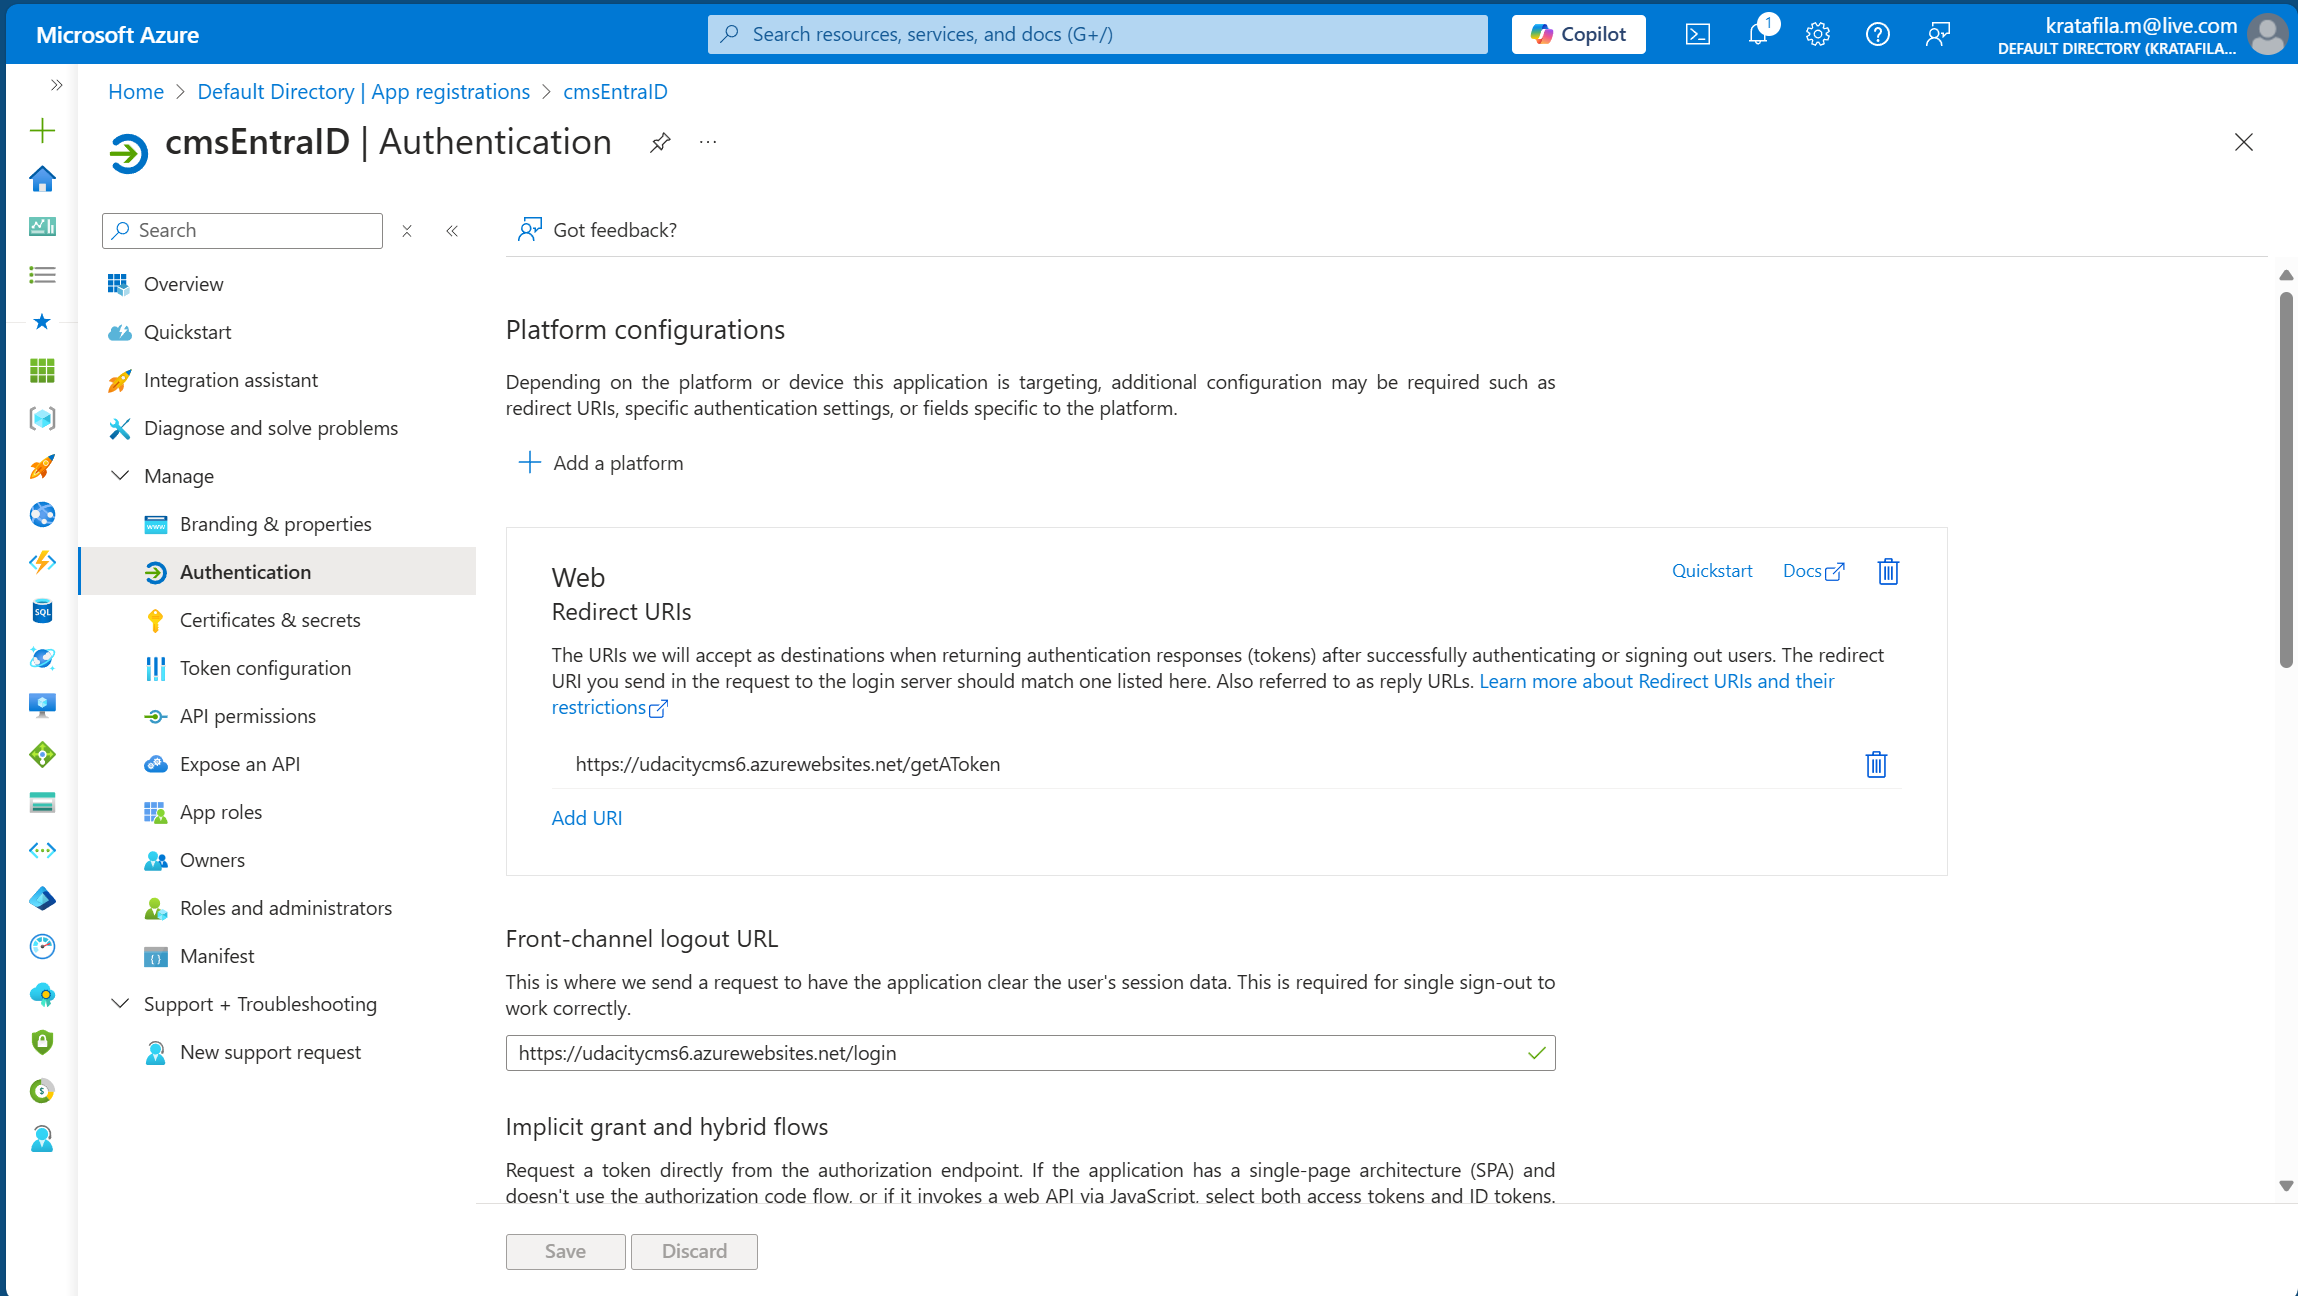 Microsoft Azure
Search resources, services, and docs (G+/)
Copilot
1
kratafila.m@live.com
DEFAULT DIRECTORY (KRATAFILA...
Home > Default Directory | App registrations > cmsEntraID
cmsEntraID | Authentication
Search
Got feedback?
Overview
Quickstart
Integration assistant
Diagnose and solve problems
Manage
Branding & properties
Authentication
Certificates & secrets
Token configuration
API permissions
Expose an API
App roles
Owners
Roles and administrators
Manifest
Support + Troubleshooting
New support request
Platform configurations
Depending on the platform or device this application is targeting, additional configuration may be required such as
redirect URIs, specific authentication settings, or fields specific to the platform.
Add a platform
Web
Quickstart
Docs
Redirect URIs
The URIs we will accept as destinations when returning authentication responses (tokens) after successfully authenticating or signing out users. The redirect
URI you send in the request to the login server should match one listed here. Also referred to as reply URLs. Learn more about Redirect URIs and their
restrictions
https://udacitycms6.azurewebsites.net/getAToken
Add URI
Front-channel logout URL
This is where we send a request to have the application clear the user's session data. This is required for single sign-out to
work correctly.
https://udacitycms6.azurewebsites.net/login
Implicit grant and hybrid flows
Request a token directly from the authorization endpoint. If the application has a single-page architecture (SPA) and
doesn't use the authorization code flow, or if it invokes a web API via JavaScript, select both access tokens and ID tokens.
Save
Discard